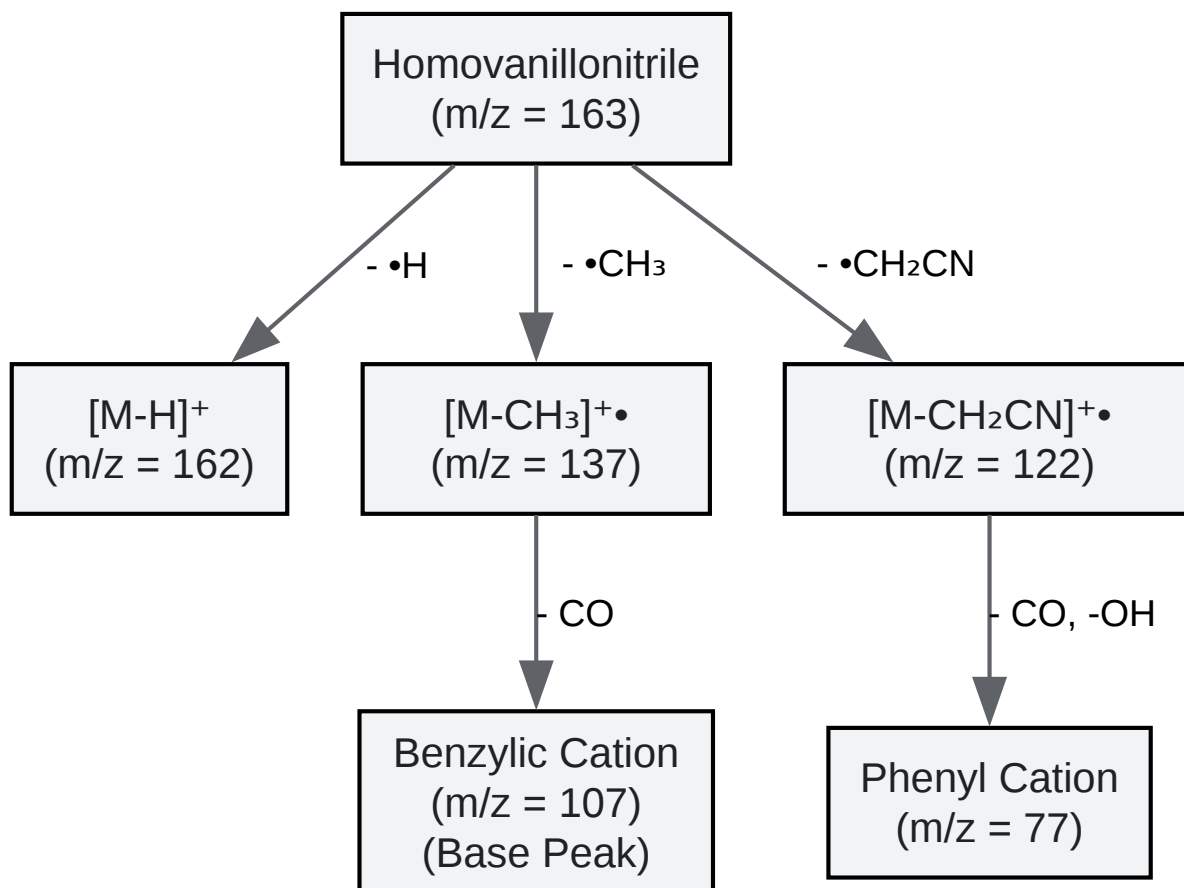 Homovanillonitrile
(m/z = 163)
- •H
- •CH₃
- •CH₂CN
[M-H]⁺
(m/z = 162)
[M-CH₃]⁺•
(m/z = 137)
[M-CH₂CN]⁺•
(m/z = 122)
- CO
- CO, -OH
Benzylic Cation
(m/z = 107)
(Base Peak)
Phenyl Cation
(m/z = 77)